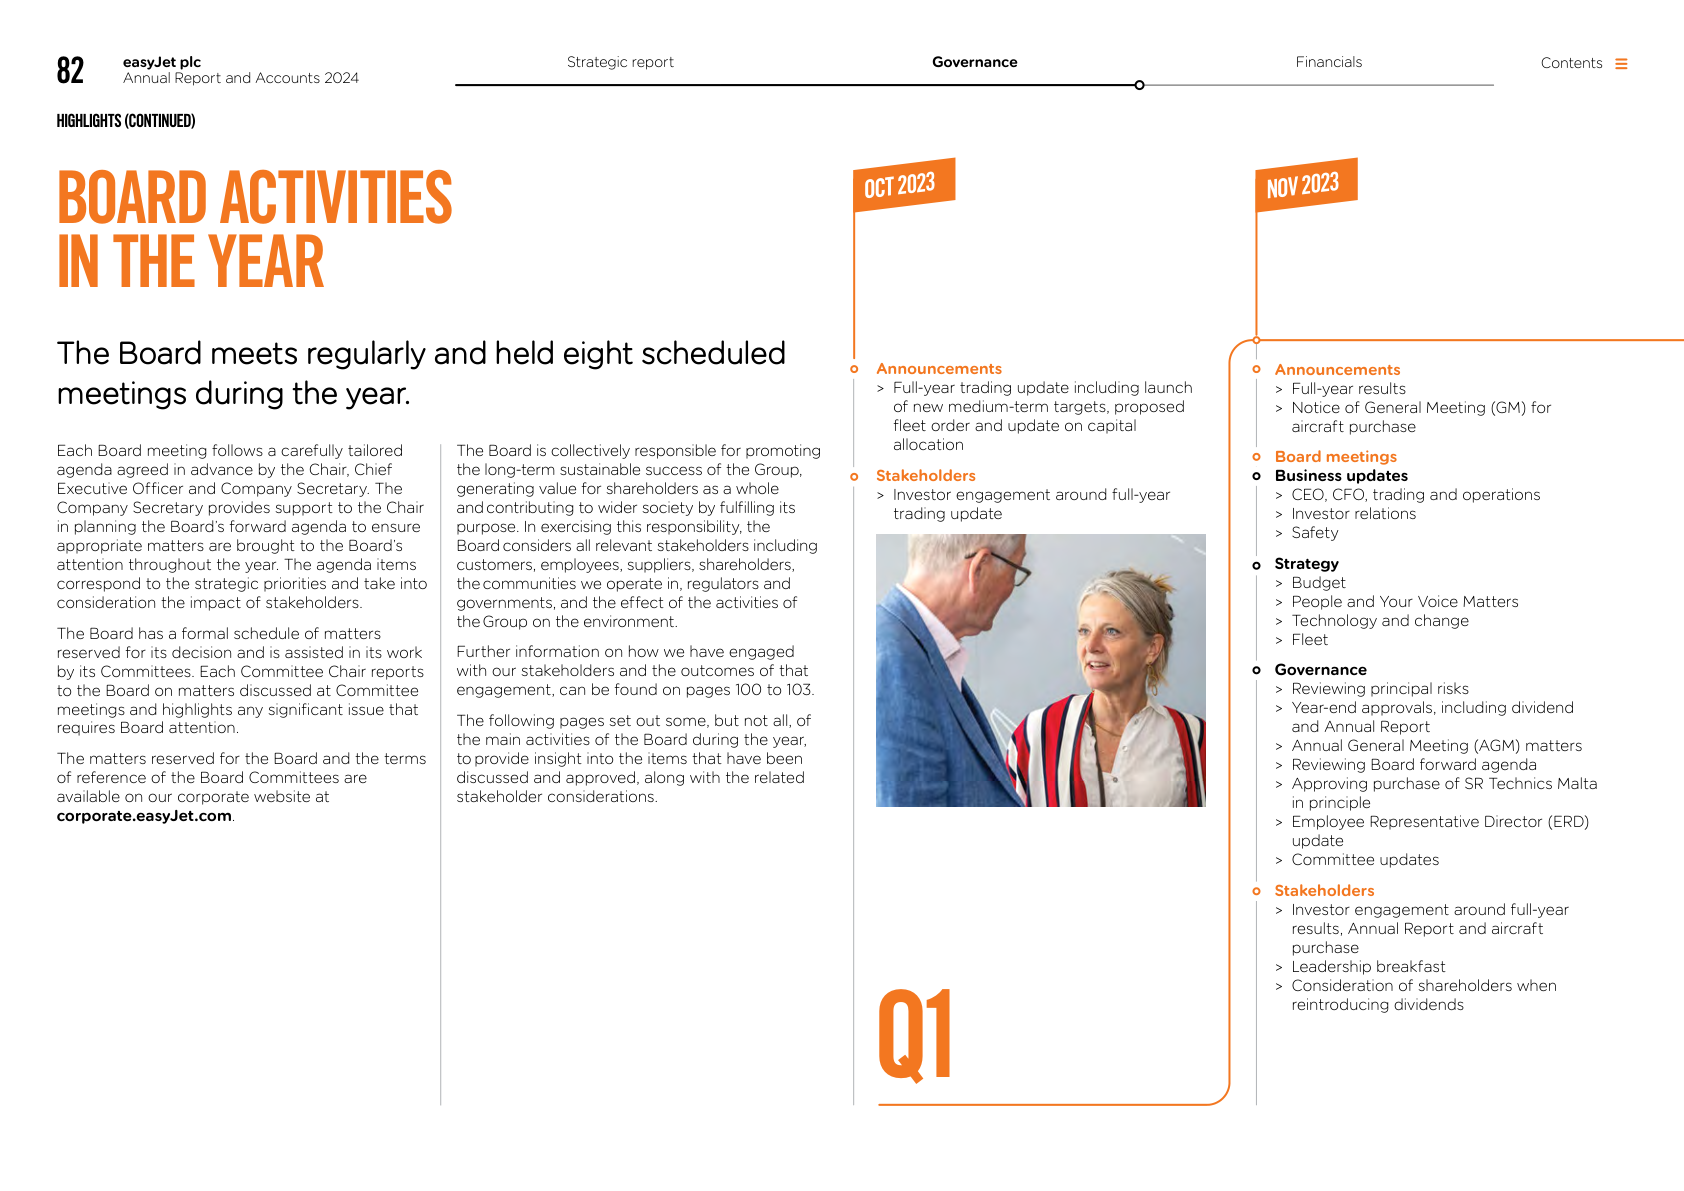 82
easyJet plc
Annual Report and Accounts 2024
Strategic report
Governance
Financials
Contents
HIGHLIGHTS (CONTINUED)
BOARD ACTIVITIES
IN THE YEAR
The Board meets regularly and held eight scheduled
meetings during the year.
Each Board meeting follows a carefully tailored
agenda agreed in advance by the Chair, Chief
Executive Officer and Company Secretary. The
Company Secretary provides support to the Chair
in planning the Board's forward agenda to ensure
appropriate matters are brought to the Board's
attention throughout the year. The agenda items
correspond to the strategic priorities and take into
consideration the impact of stakeholders.
The Board has a formal schedule of matters
reserved for its decision and is assisted in its work
by its Committees. Each Committee Chair reports
to the Board on matters discussed at Committee
meetings and highlights any significant issue that
requires Board attention.
The matters reserved for the Board and the terms
of reference of the Board Committees are
available on our corporate website at
corporate.easyJet.com.
The Board is collectively responsible for promoting
the long-term sustainable success of the Group,
generating value for shareholders as a whole
and contributing to wider society by fulfilling its
purpose. In exercising this responsibility, the
Board considers all relevant stakeholders including
customers, employees, suppliers, shareholders,
the communities we operate in, regulators and
governments, and the effect of the activities of
the Group on the environment.
Further information on how we have engaged
with our stakeholders and the outcomes of that
engagement, can be found on pages 100 to 103.
The following pages set out some, but not all, of
the main activities of the Board during the year,
to provide insight into the items that have been
discussed and approved, along with the related
stakeholder considerations.
OCT 2023
Announcements
> Full-year trading update including launch
of new medium-term targets, proposed
fleet order and update on capital
allocation
Stakeholders
> Investor engagement around full-year
trading update
Q1
NOV 2023
Announcements
> Full-year results
> Notice of General Meeting (GM) for
aircraft purchase
Board meetings
Business updates
> CEO, CFO, trading and operations
> Investor relations
> Safety
Strategy
> Budget
> People and Your Voice Matters
> Technology and change
> Fleet
Governance
> Reviewing principal risks
> Year-end approvals, including dividend
and Annual Report
> Annual General Meeting (AGM) matters
> Reviewing Board forward agenda
> Approving purchase of SR Technics Malta
in principle
> Employee Representative Director (ERD)
update
> Committee updates
Stakeholders
> Investor engagement around full-year
results, Annual Report and aircraft
purchase
> Leadership breakfast
> Consideration of shareholders when
reintroducing dividends